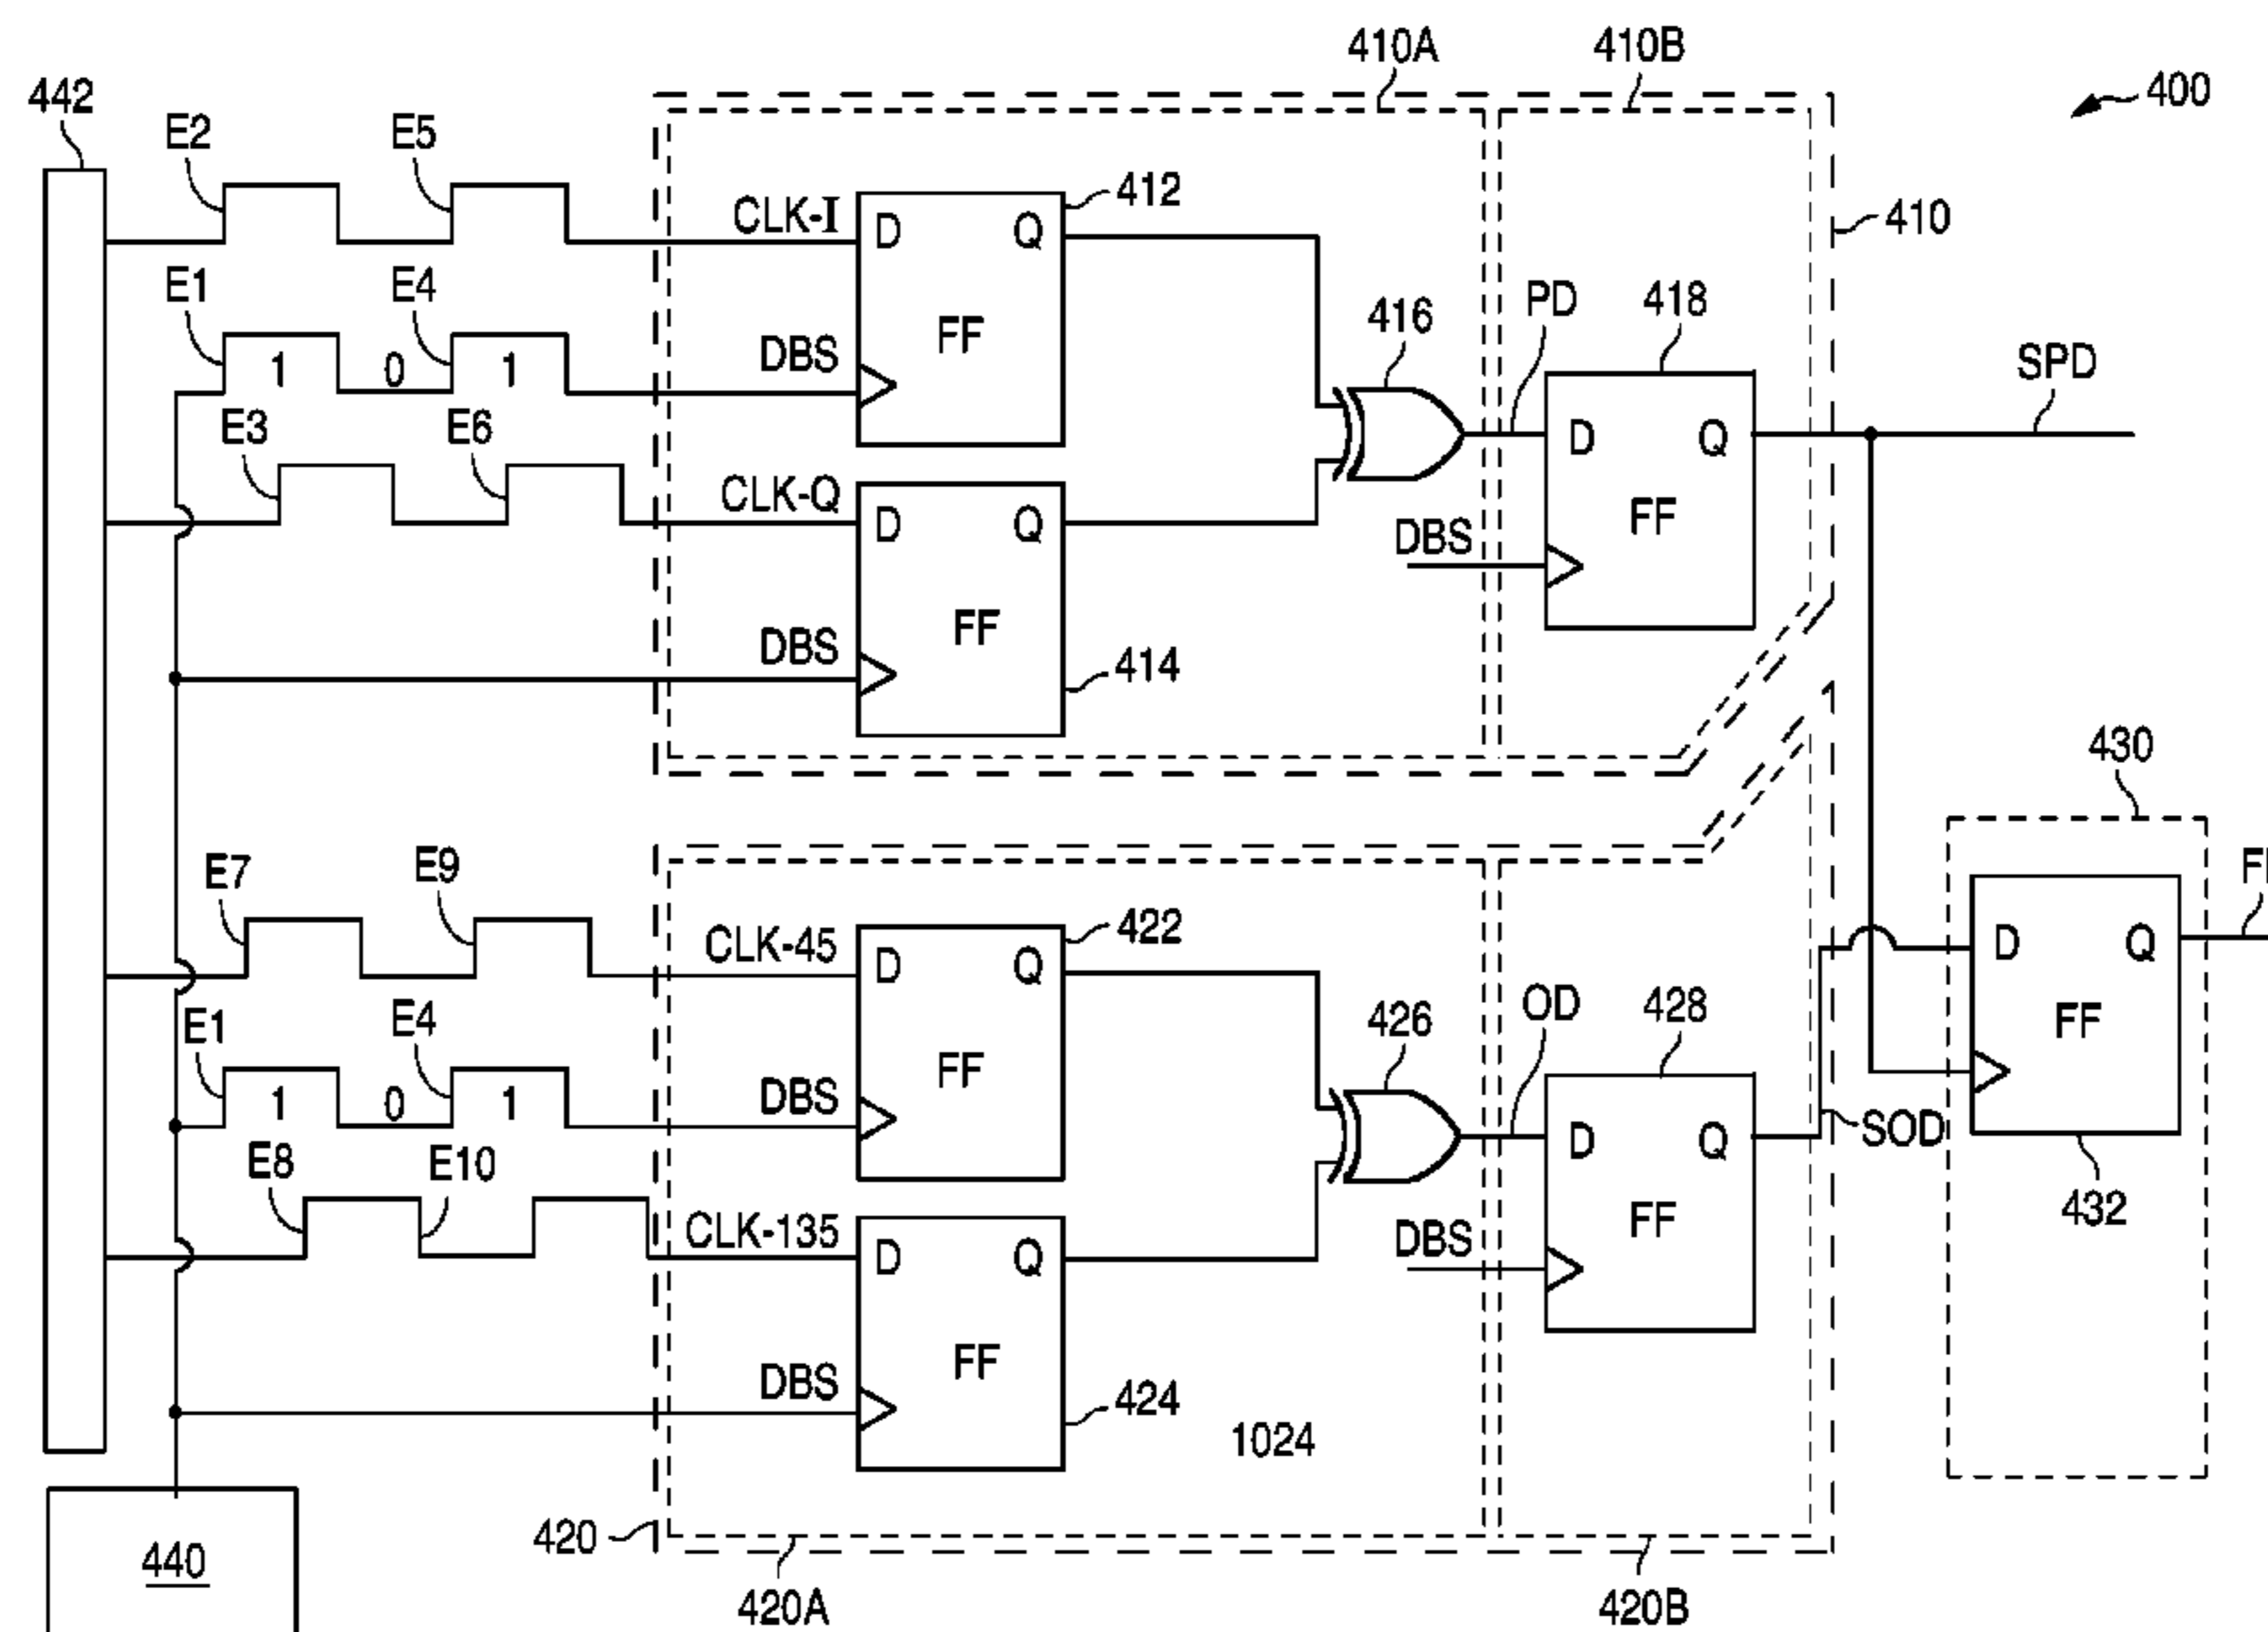 410A 410B
442 400
E2 E5
CLK-I D Q 412 410
E1 E4 PD 418
1 0 1 DBS FF 416 SPD
E3 E6
CLK-Q D Q D Q
DBS FF
DBS FF 414
430
E7 E9
CLK-45 D Q 422 D Q
E1 E4 426 OD 428 FF
1 0 1 DBS FF
E8 E10 D Q SOD
CLK-135 D Q DBS FF 432
DBS FF 424
1024
420
440
420A 420B